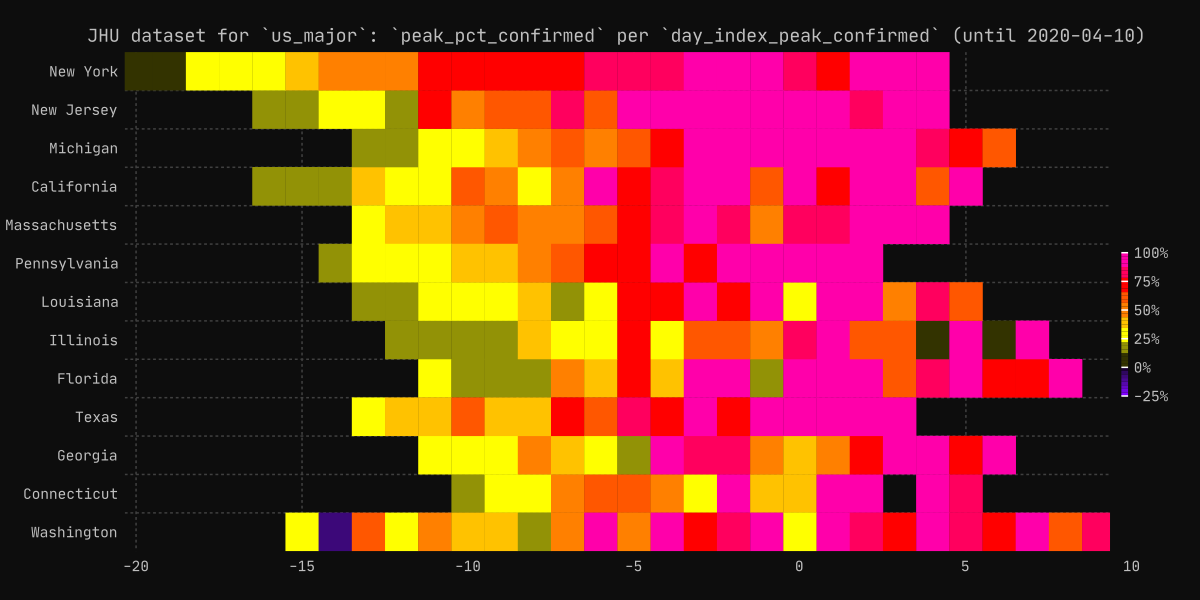 JHU dataset for `us_major`: `peak_pct_confirmed` per `day_index_peak_confirmed` (until 2020-04-10)
New York
New Jersey
Michigan
California
Massachusetts
Pennsylvania
Louisiana
Illinois
Florida
Texas
Georgia
Connecticut
Washington
100%
75%
50%
25%
0%
−25%
−20 −15 −10 −5 0 5 10